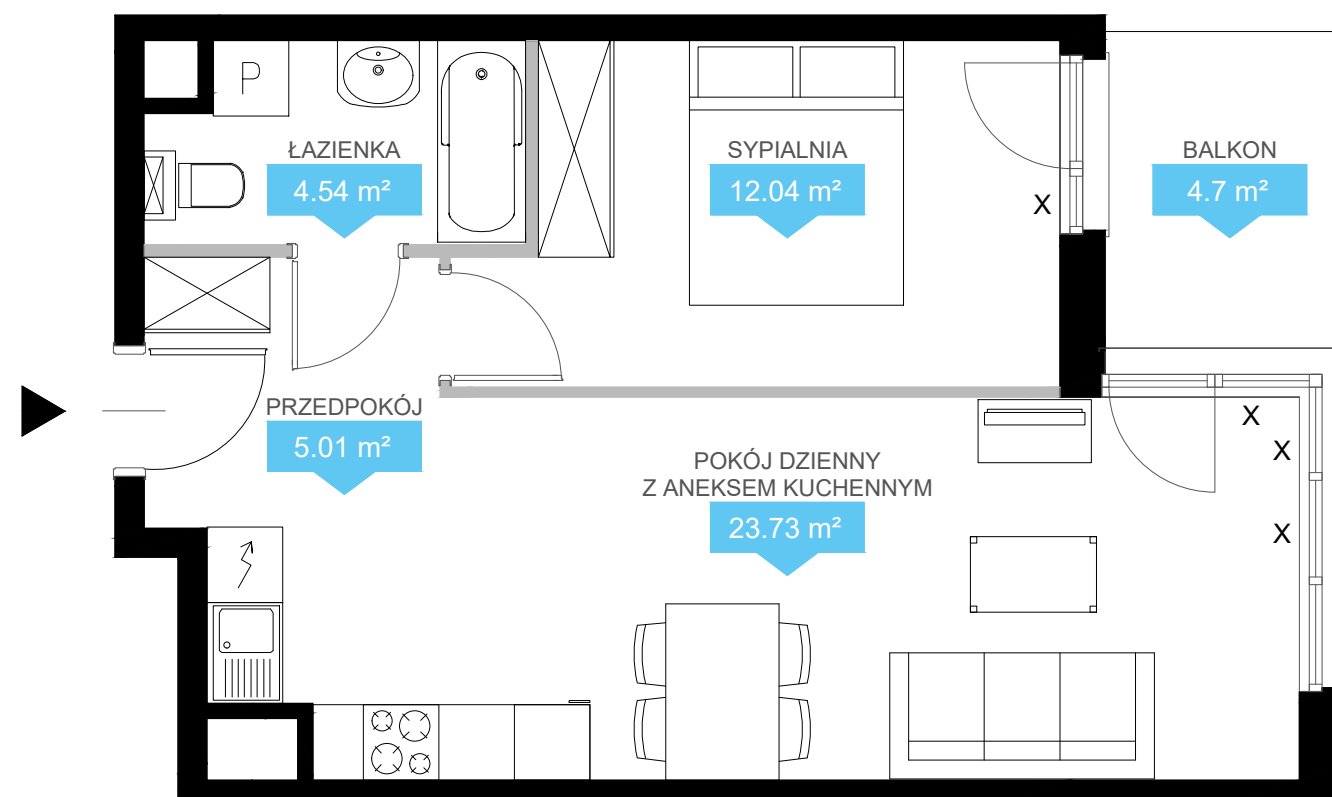 P
ŁAZIENKA
4.54 m²
SYPIALNIA
12.04 m²
X
BALKON
4.7 m²
PRZEDPOKÓJ
5.01 m²
POKÓJ DZIENNY
Z ANEKSEM KUCHENNYM
23.73 m²
X
X
X